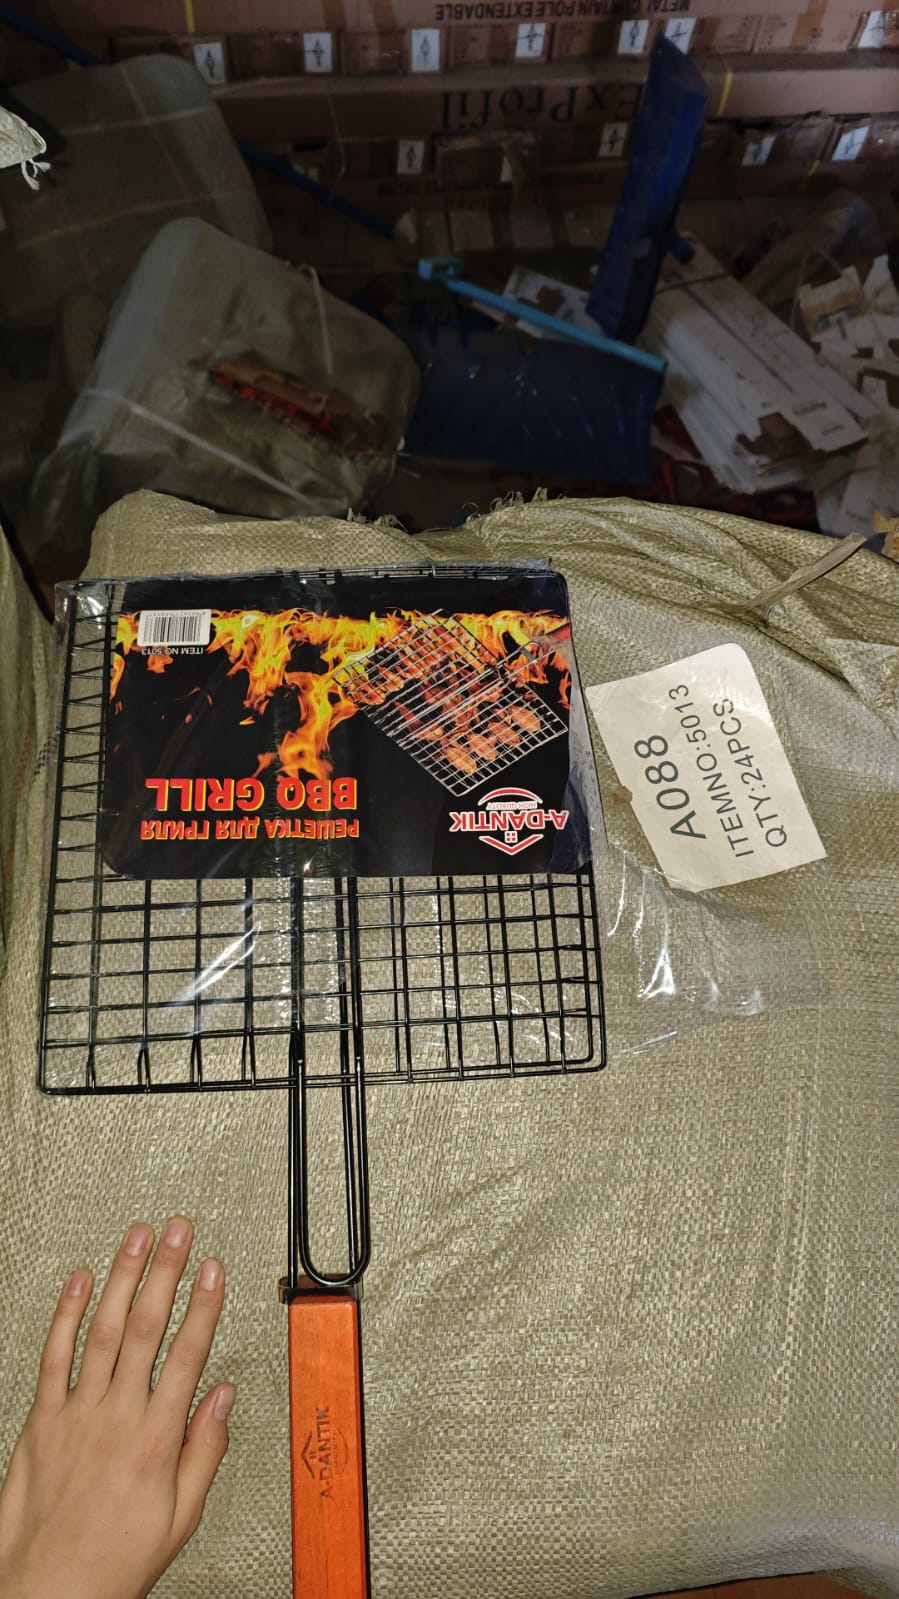 METAL CURTAIN POLE EXTENDABLE
ExProfil
A-DANTIK
HIGH QUALITY
РЕШЕТКА ДЛЯ ГРИЛЯ
BBQ GRILL
ITEM NO 5013
A088
ITEMNO:5013
QTY:24PCS
A-DANTIK